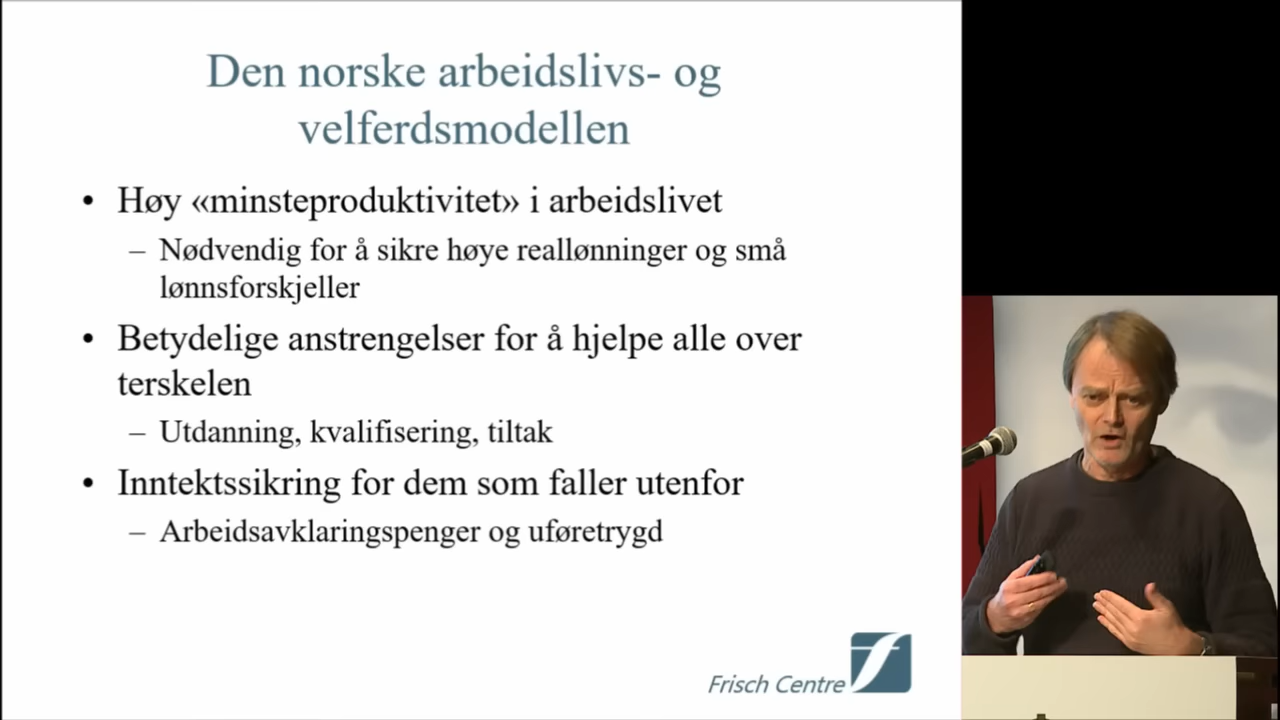 Den norske arbeidslivs- og
velferdsmodellen
• Høy «minsteproduktivitet» i arbeidslivet
– Nødvendig for å sikre høye reallønninger og små
lønnsforskjeller
• Betydelige anstrengelser for å hjelpe alle over
terskelen
– Utdanning, kvalifisering, tiltak
• Inntektssikring for dem som faller utenfor
– Arbeidsavklaringspenger og uføretrygd
Frisch Centre